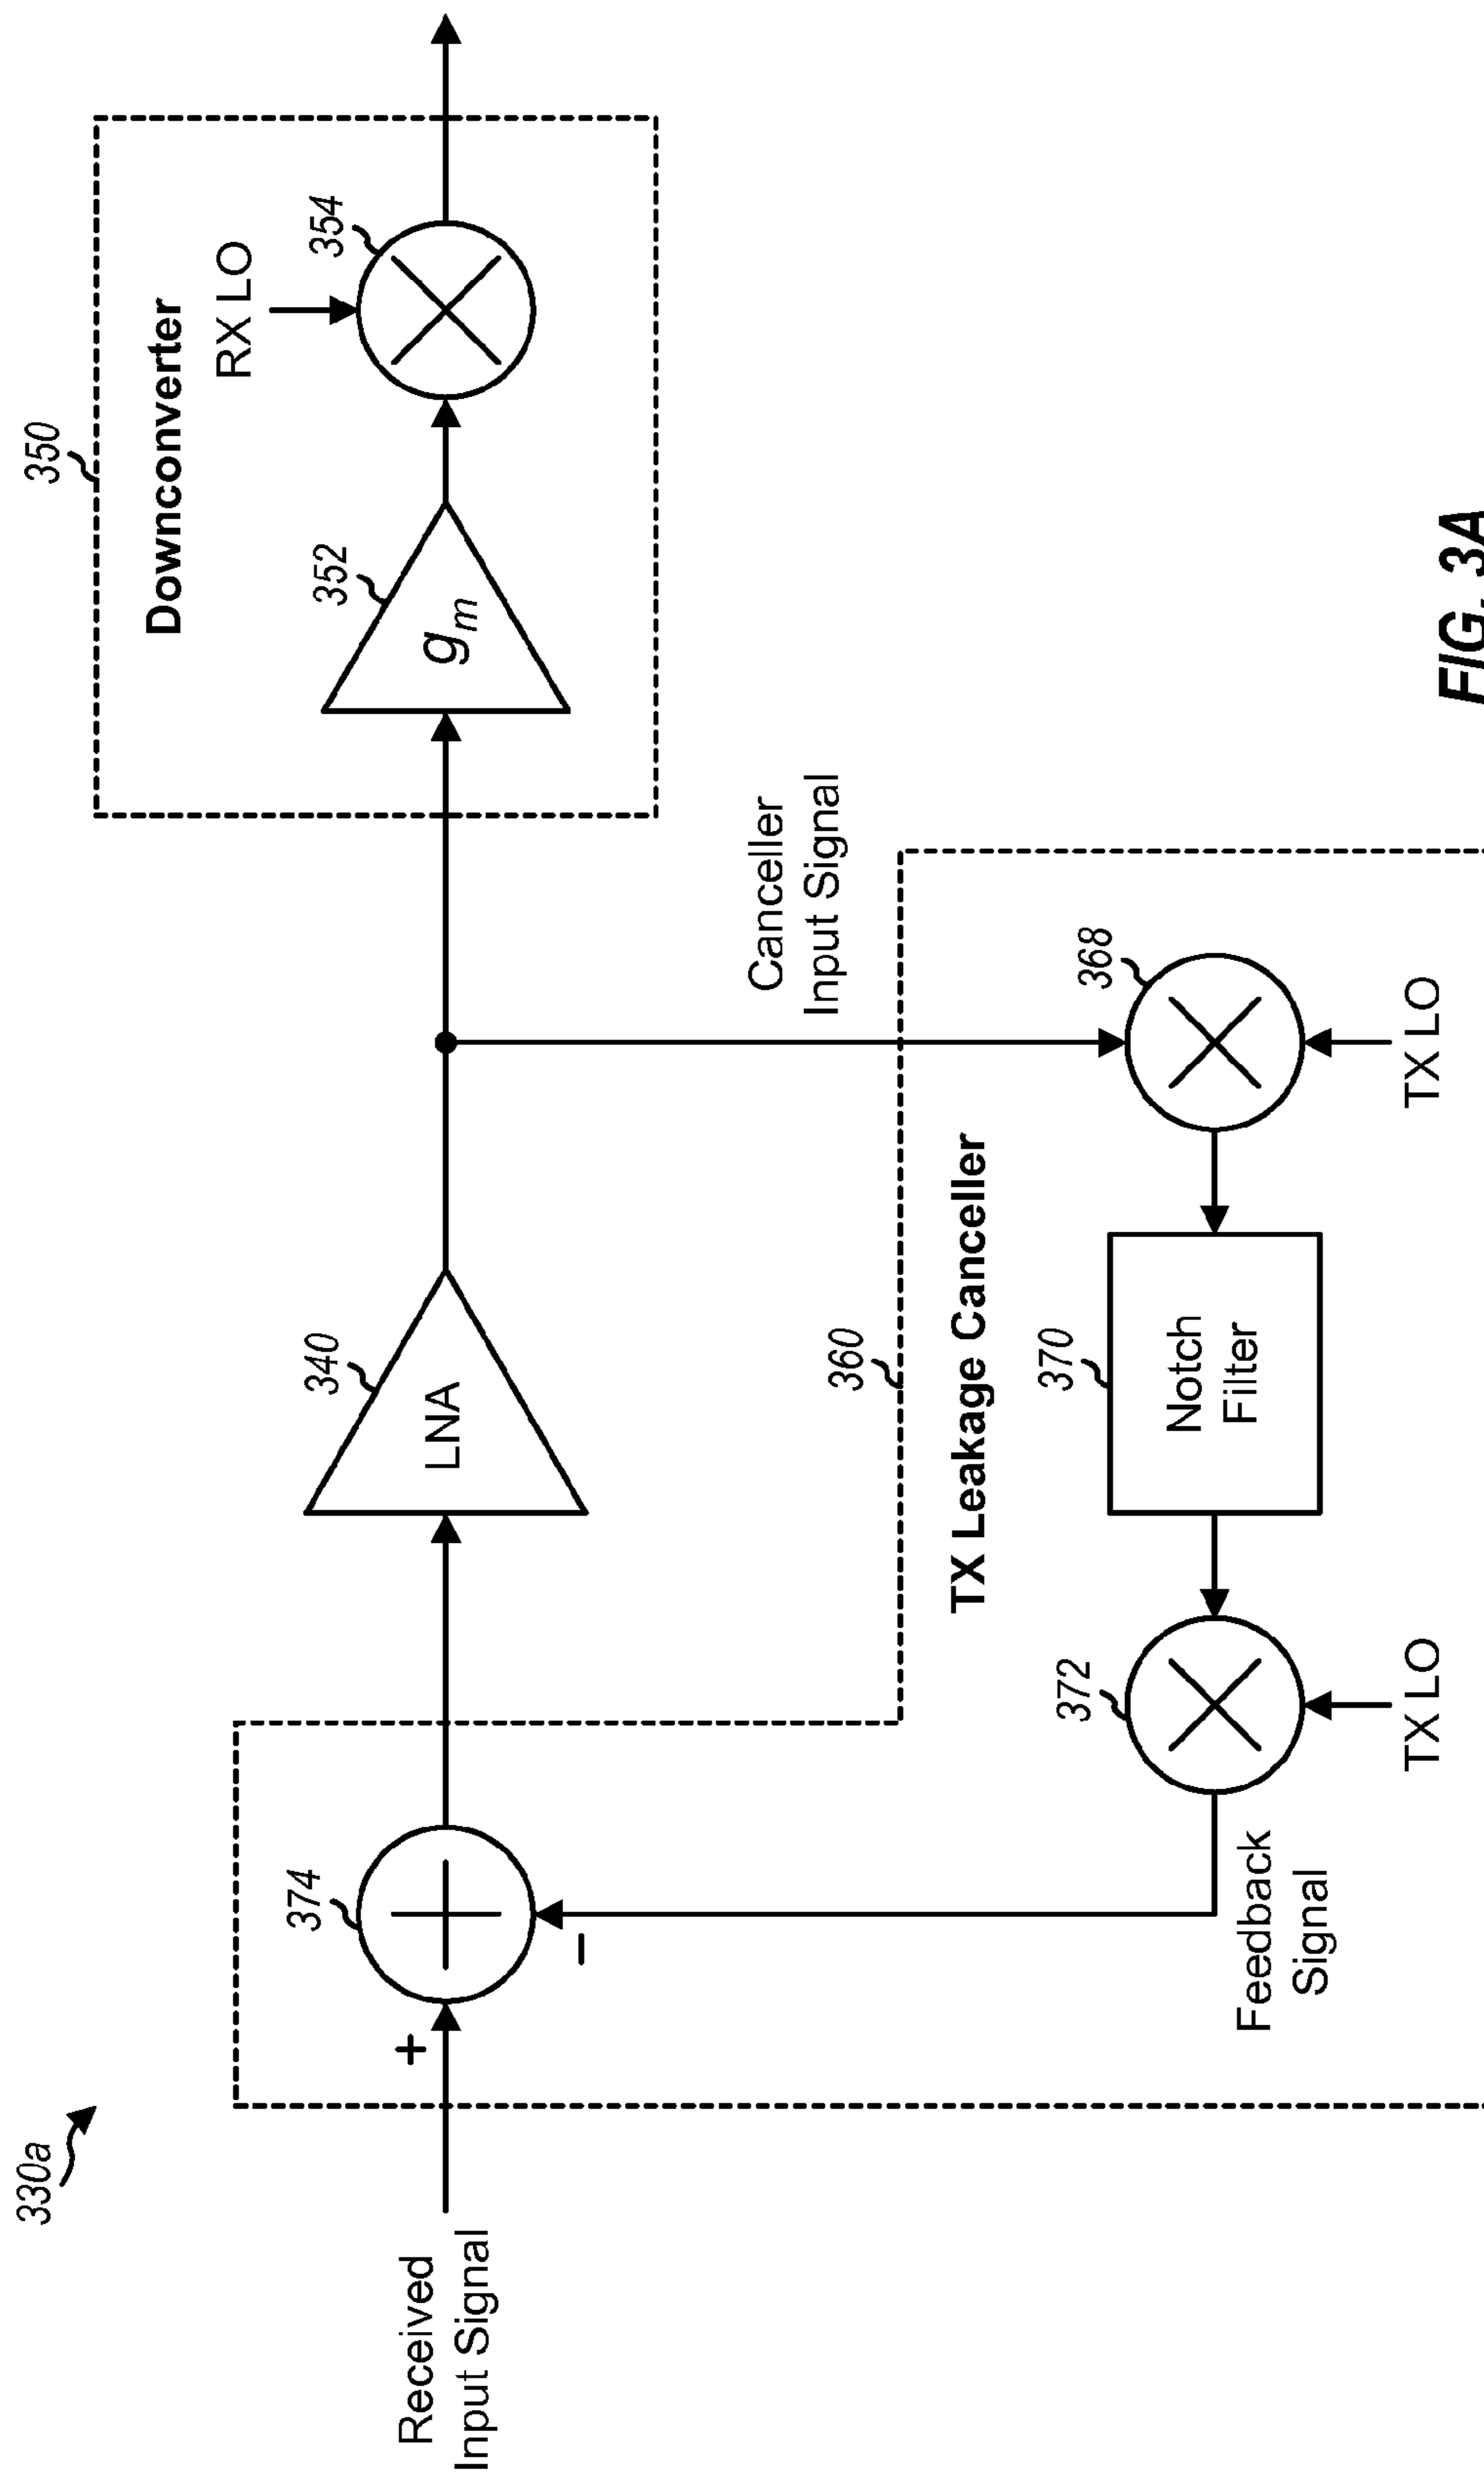 330a
350
Downconverter
RX LO
354
352
gm
340
LNA
374
+
−
Received
Input Signal
Canceller
Input Signal
360
TX Leakage Canceller
372
370
368
Notch
Filter
Feedback
Signal
TX LO
TX LO
FIG. 3A